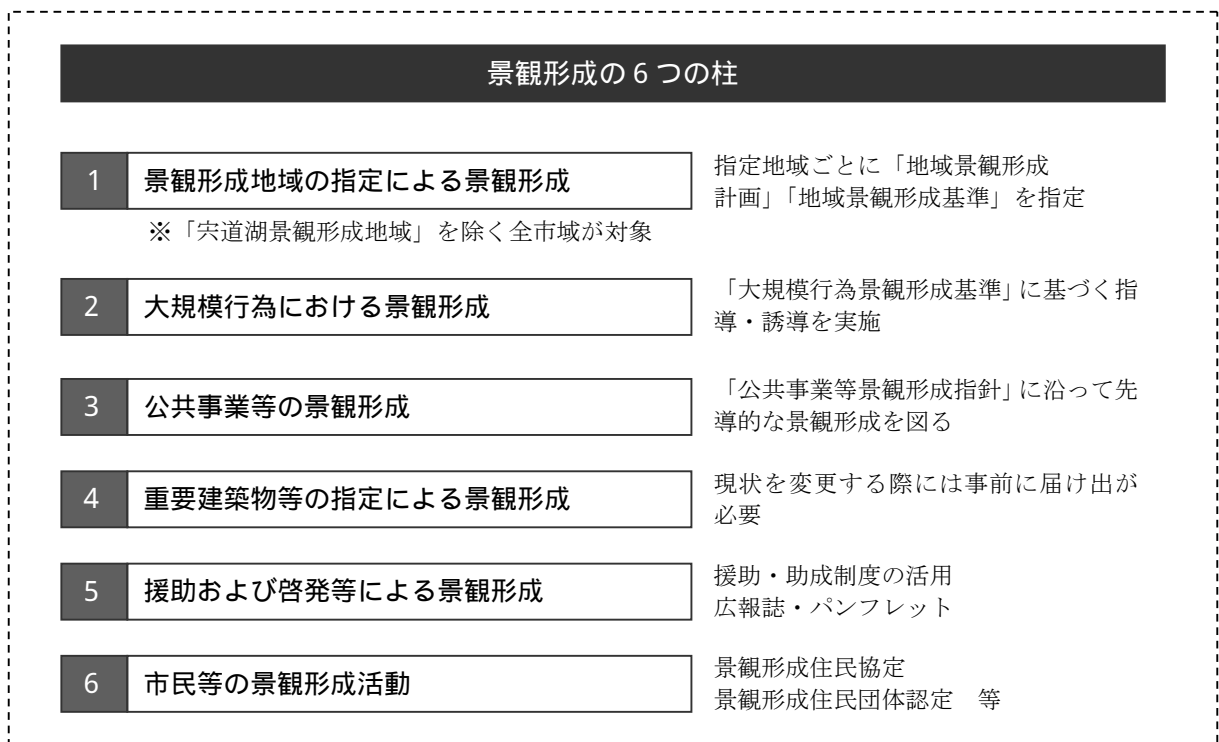 景観形成の6つの柱
1 景観形成地域の指定による景観形成
指定地域ごとに「地域景観形成
計画」「地域景観形成基準」を指定
※「宍道湖景観形成地域」を除く全市域が対象
2 大規模行為における景観形成
「大規模行為景観形成基準」に基づく指
導・誘導を実施
3 公共事業等の景観形成
「公共事業等景観形成指針」に沿って先
導的な景観形成を図る
4 重要建築物等の指定による景観形成
現状を変更する際には事前に届け出が
必要
5 援助および啓発等による景観形成
援助・助成制度の活用
広報誌・パンフレット
6 市民等の景観形成活動
景観形成住民協定
景観形成住民団体認定　等